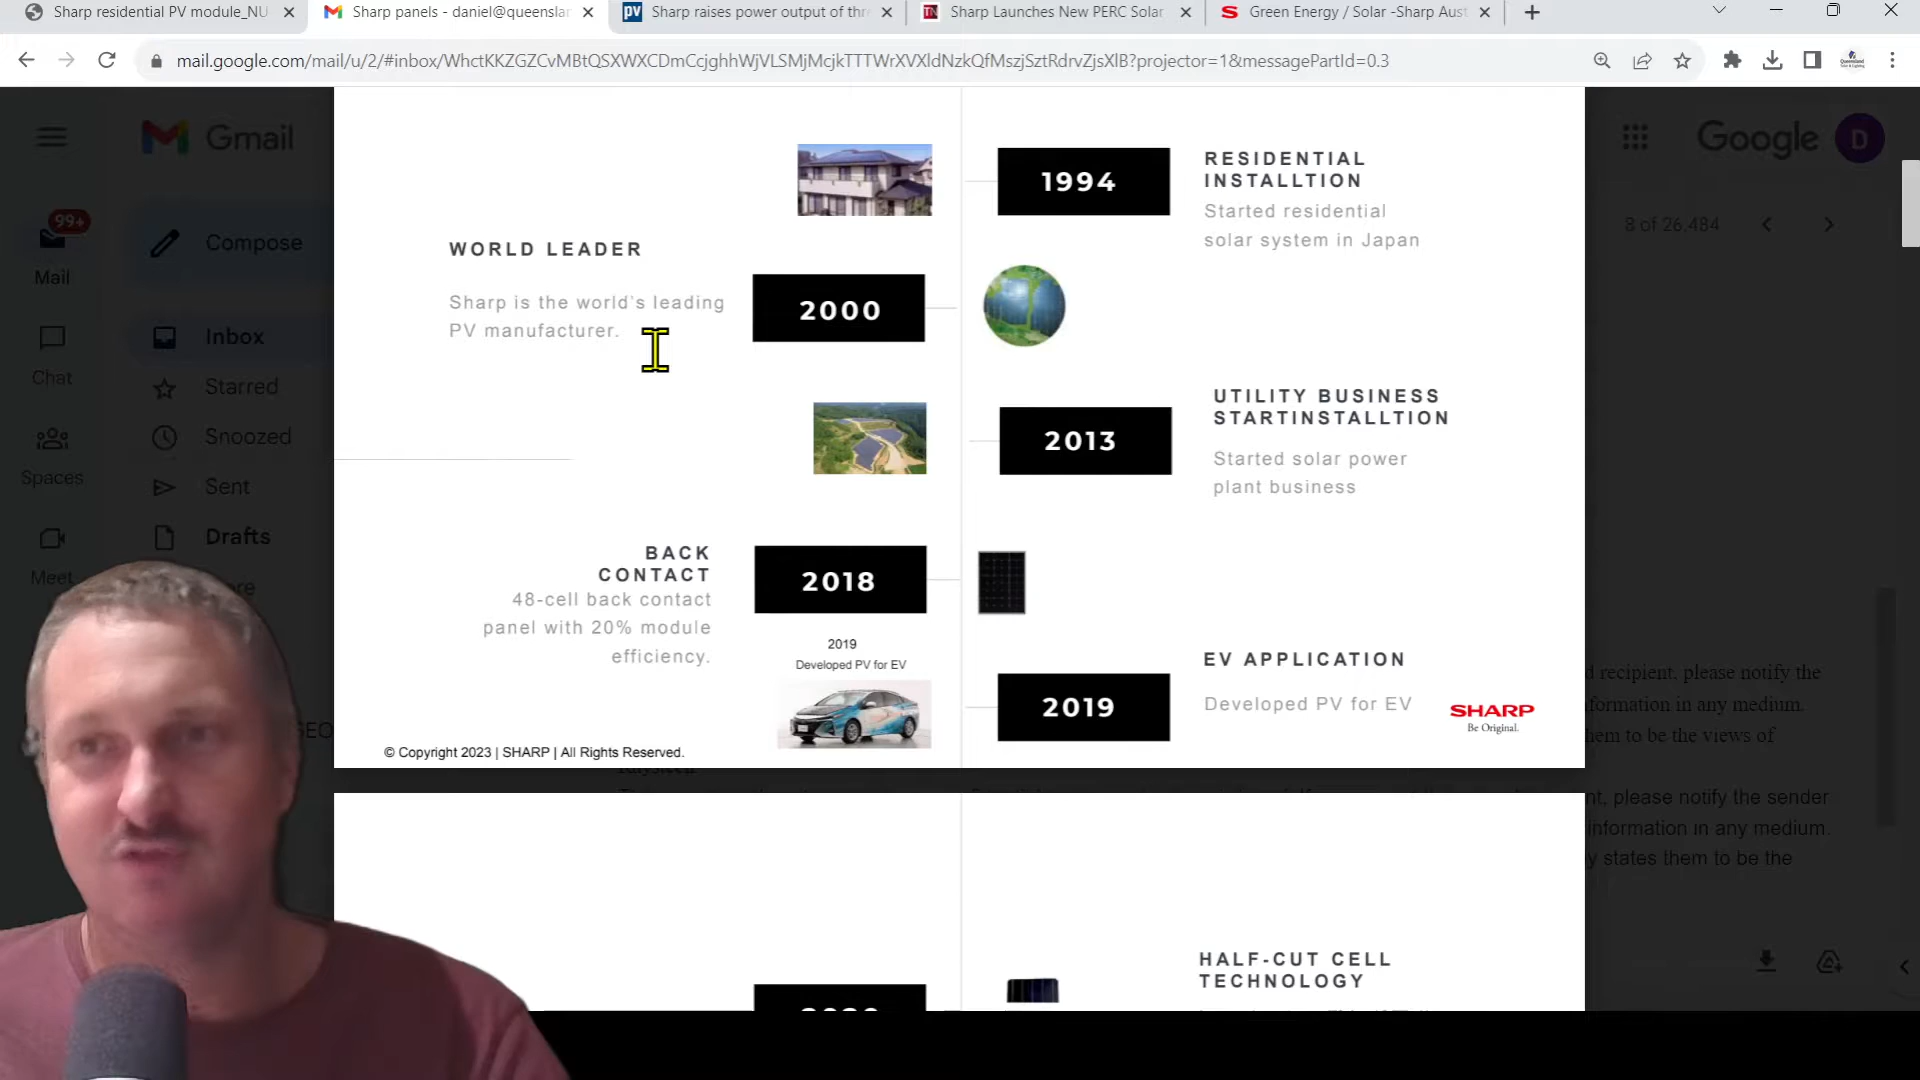 Sharp residential PV module_NU
Sharp panels - daniel@queenslan
Sharp raises power output of thre
Sharp Launches New PERC Solar
Green Energy / Solar -Sharp Aust
mail.google.com/mail/u/2/#inbox/WhctKKZGZCvMBtQSXWXCDmCcjghhWjVLSMjMcjkTTTWrXVXldNzkQfMszjSztRdrvZjsXlB?projector=1&messagePartId=0.3
Gmail
Google
D
99+
Mail
Compose
8 of 26,484
Chat
Inbox
Starred
Spaces
Snoozed
Sent
Meet
Drafts
1994
RESIDENTIAL
INSTALLTION
Started residential
solar system in Japan
WORLD LEADER
Sharp is the world's leading
PV manufacturer.
2000
2013
UTILITY BUSINESS
STARTINSTALLTION
Started solar power
plant business
BACK
CONTACT
48-cell back contact
panel with 20% module
efficiency.
2018
2019
Developed PV for EV
2019
EV APPLICATION
Developed PV for EV
SHARP
Be Original.
© Copyright 2023 | SHARP | All Rights Reserved.
recipient, please notify the
formation in any medium.
em to be the views of
nt, please notify the sender
information in any medium.
y states them to be the
HALF-CUT CELL
TECHNOLOGY